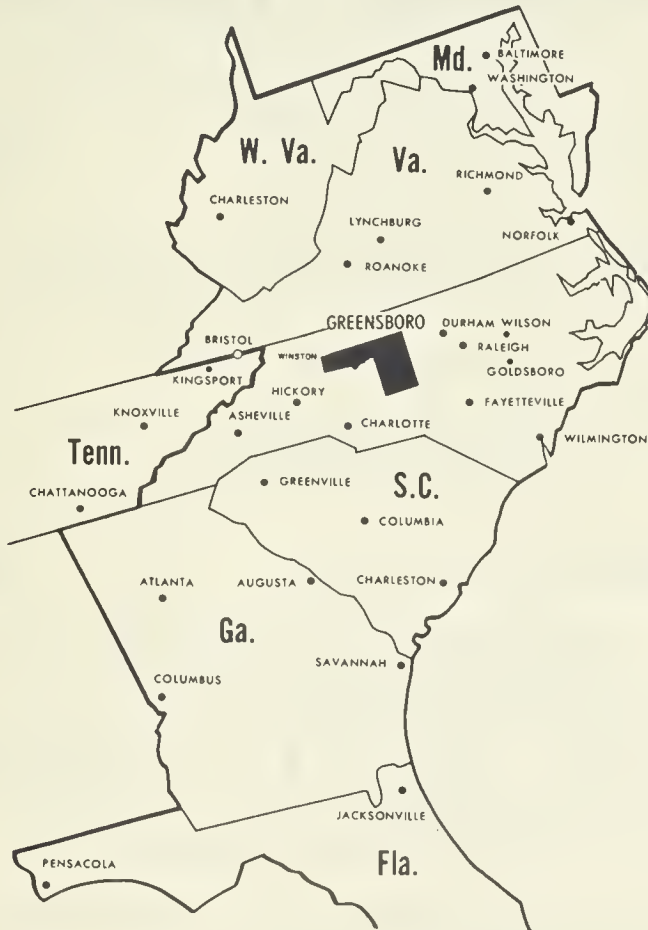 Md.
BALTIMORE
WASHINGTON
W. Va.
Va.
CHARLESTON
RICHMOND
LYNCHBURG
NORFOLK
ROANOKE
GREENSBORO
DURHAM WILSON
BRISTOL
WINSTON
RALEIGH
KINGSPORT
GOLDSBORO
HICKORY
KNOXVILLE
ASHEVILLE
CHARLOTTE
FAYETTEVILLE
WILMINGTON
Tenn.
GREENVILLE
S.C.
CHATTANOOGA
COLUMBIA
ATLANTA
AUGUSTA
CHARLESTON
Ga.
SAVANNAH
COLUMBUS
JACKSONVILLE
PENSACOLA
Fla.